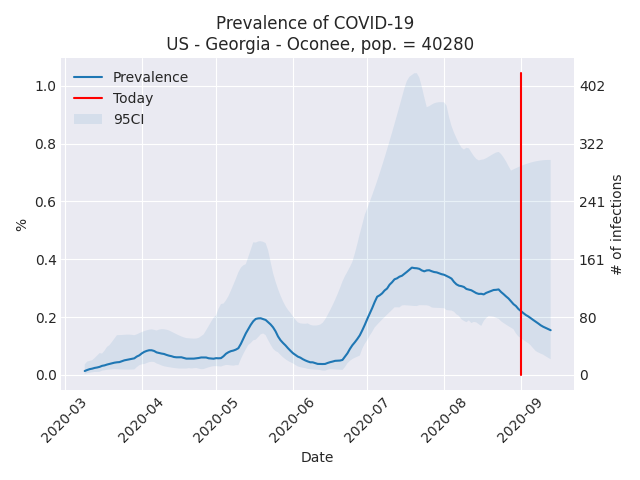 Prevalence of COVID-19
US - Georgia - Oconee, pop. = 40280
Prevalence
Today
95CI
1.0
0.8
0.6
0.4
0.2
0.0
%
402
322
241
161
80
0
# of infections
2020-03
2020-04
2020-05
2020-06
2020-07
2020-08
2020-09
Date